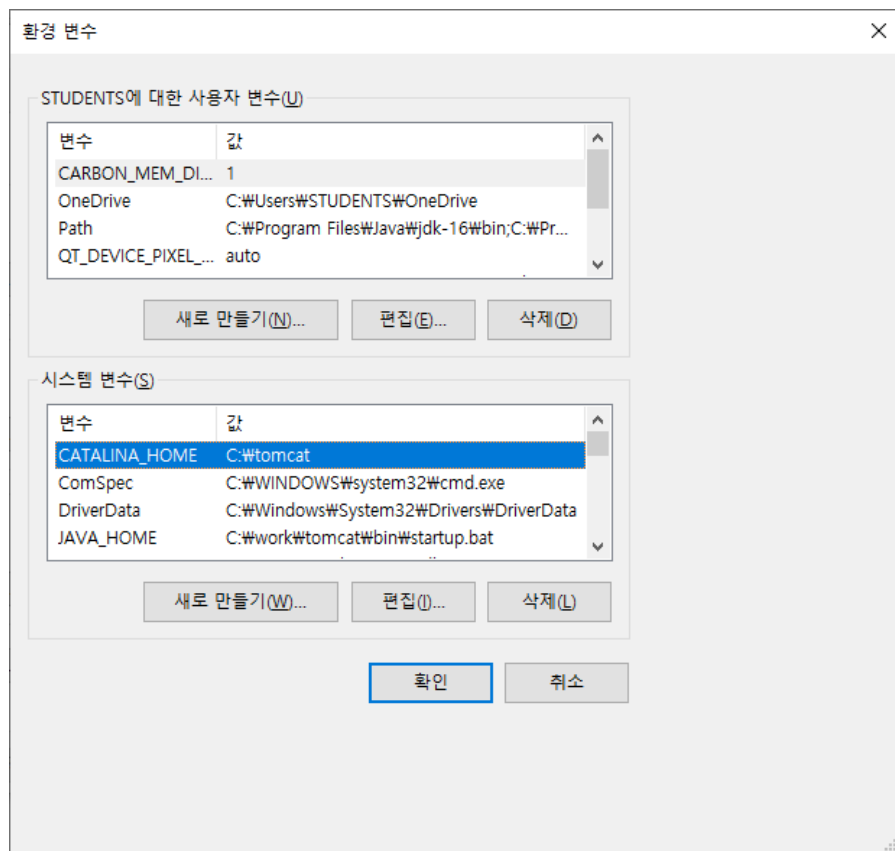 환경 변수
STUDENTS에 대한 사용자 변수(U)
변수 값
CARBON_MEM_DI... 1
OneDrive C:₩Users₩STUDENTS₩OneDrive
Path C:₩Program Files₩Java₩jdk-16₩bin;C:₩Pr...
QT_DEVICE_PIXEL_... auto
새로 만들기(N)... 편집(E)... 삭제(D)
시스템 변수(S)
변수 값
CATALINA_HOME C:₩tomcat
ComSpec C:₩WINDOWS₩system32₩cmd.exe
DriverData C:₩Windows₩System32₩Drivers₩DriverData
JAVA_HOME C:₩work₩tomcat₩bin₩startup.bat
새로 만들기(W)... 편집(I)... 삭제(L)
확인 취소